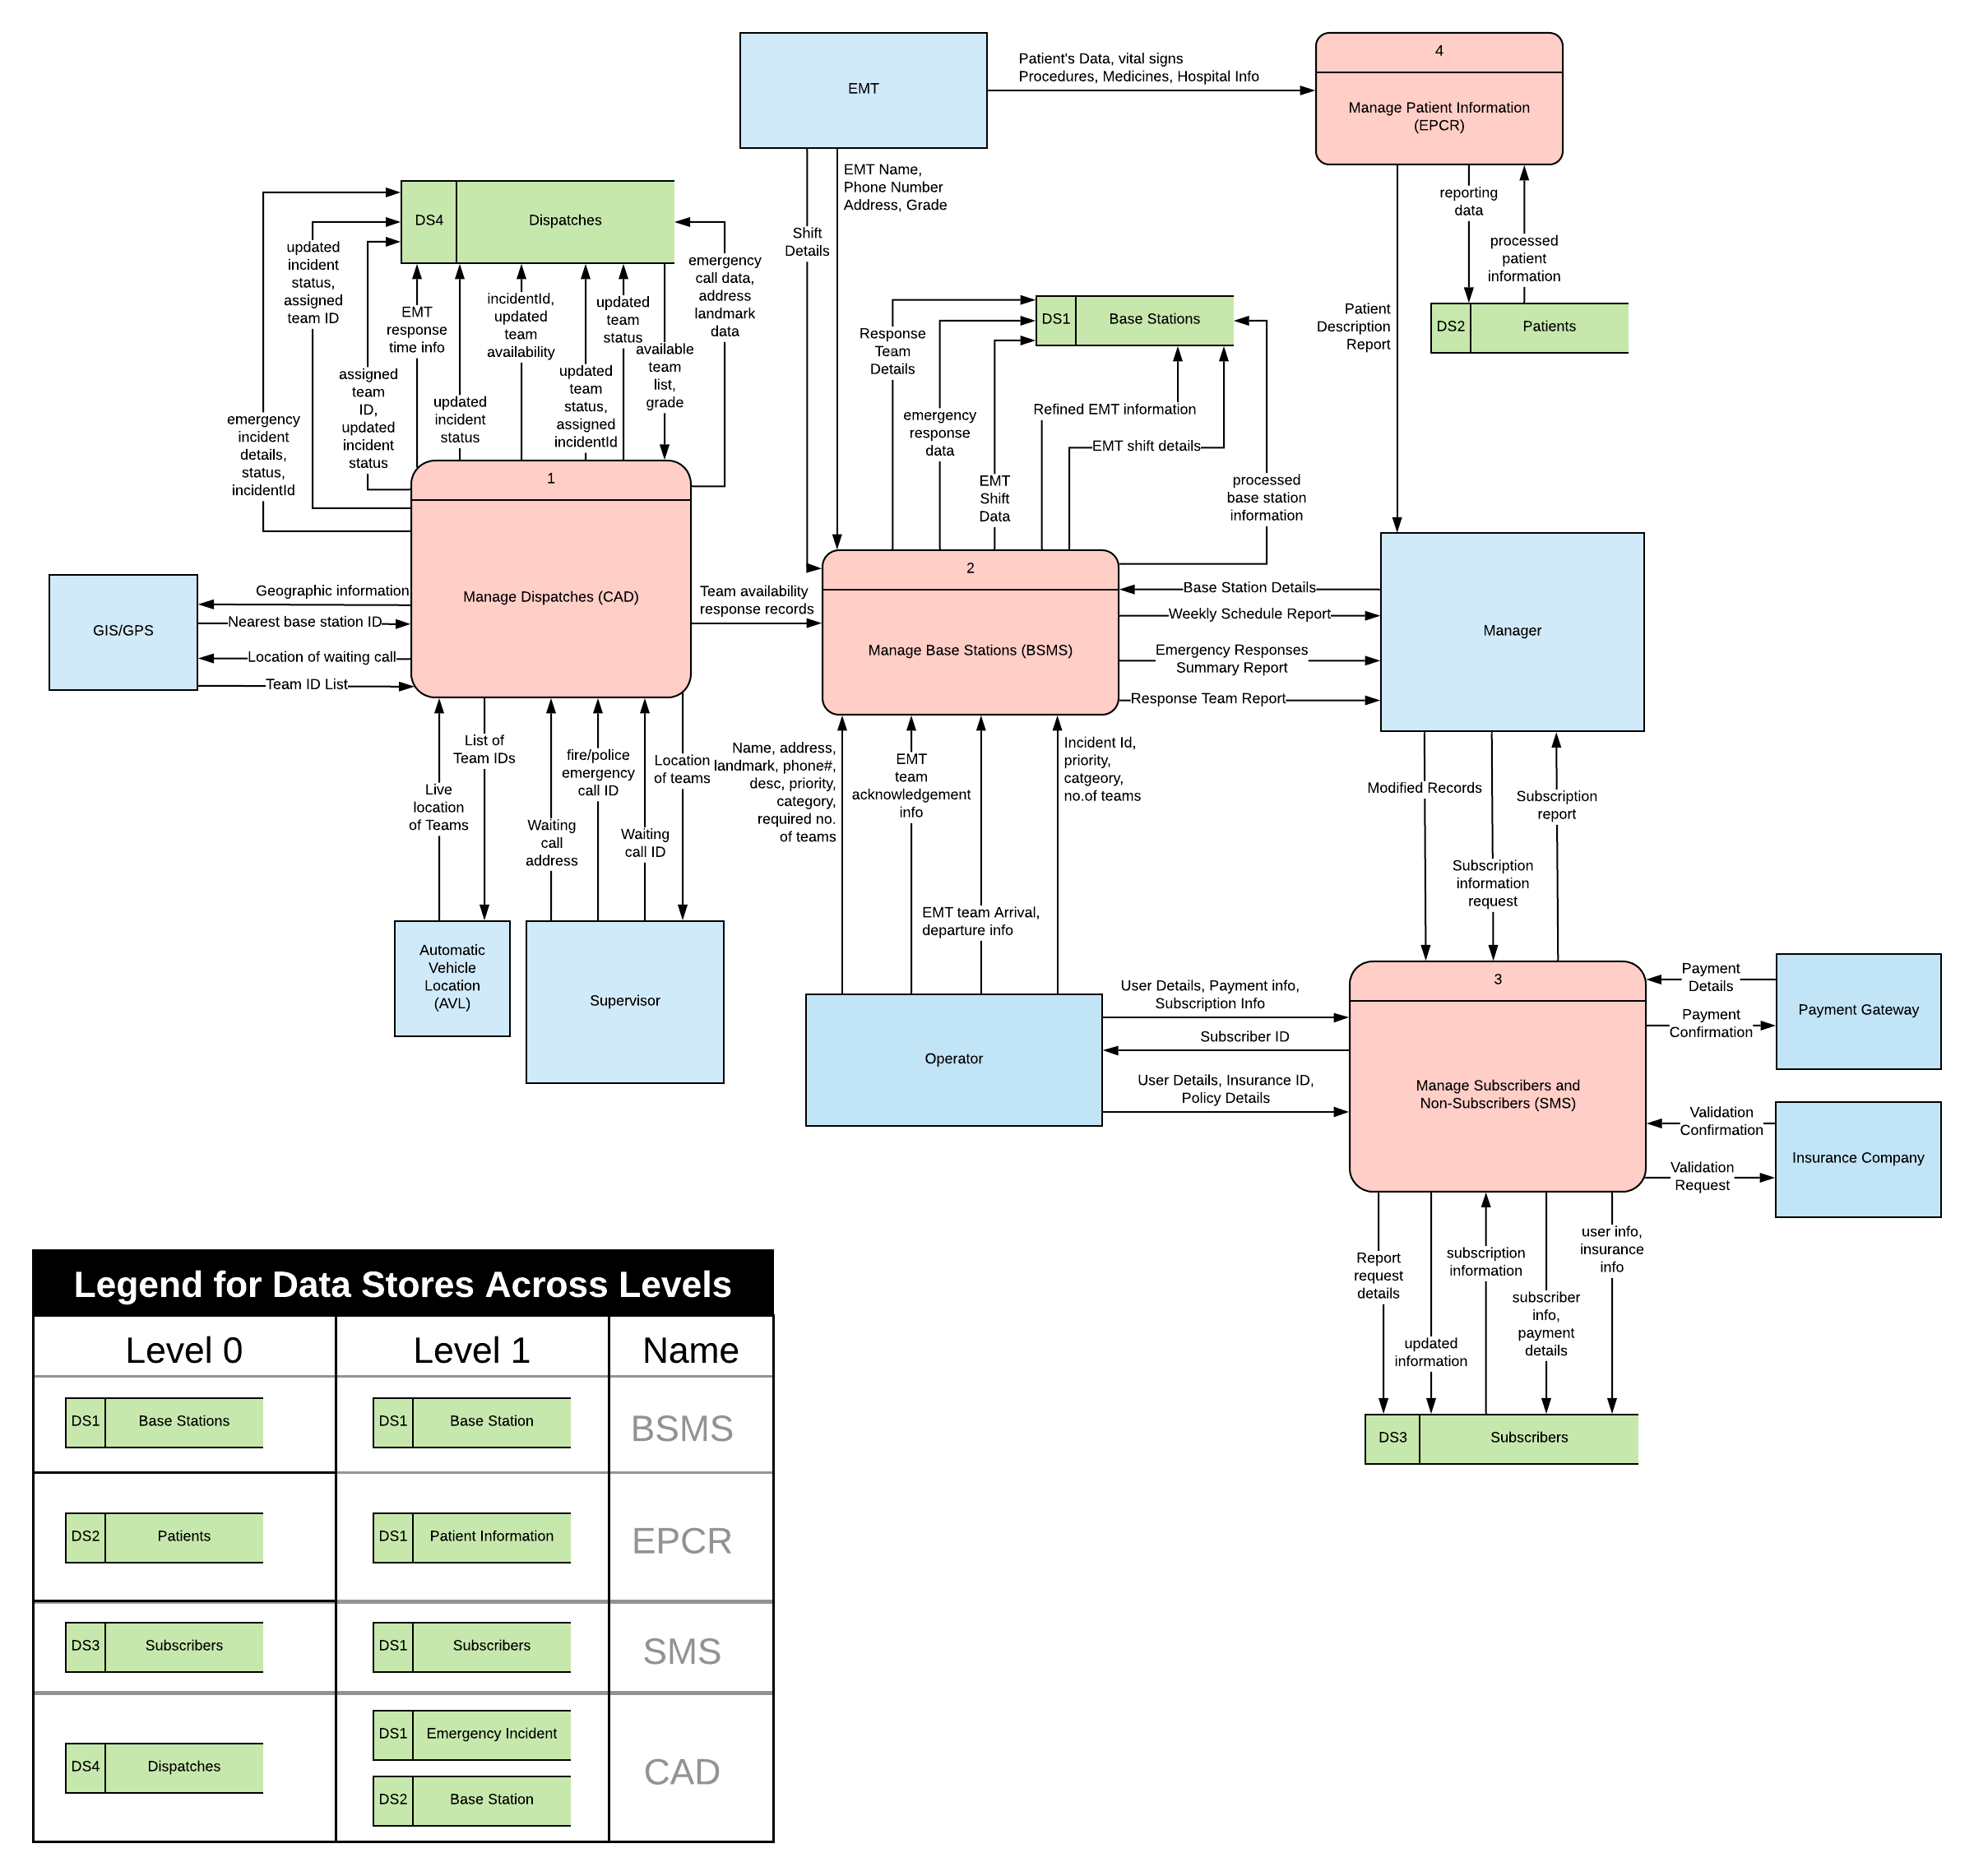 EMT
Patient's Data, vital signs
Procedures, Medicines, Hospital Info
4
Manage Patient Information
(EPCR)
EMT Name,
Phone Number
Address, Grade
Shift
Details
DS4
Dispatches
reporting
data
processed
patient
information
DS2
Patients
Patient
Description
Report
updated
incident
status,
assigned
team ID
EMT
response
time info
incidentId,
updated
team
availability
updated
team
status
available
team
list,
grade
emergency
call data,
address
landmark
data
assigned
team
ID,
updated
incident
status
updated
incident
status
updated
team
status,
assigned
incidentId
emergency
incident
details,
status,
incidentId
DS1
Base Stations
Response
Team
Details
emergency
response
data
EMT
Shift
Data
Refined EMT information
EMT shift details
processed
base station
information
1
Manage Dispatches (CAD)
Geographic information
Nearest base station ID
Location of waiting call
Team ID List
GIS/GPS
Team availability
response records
2
Manage Base Stations (BSMS)
Base Station Details
Weekly Schedule Report
Emergency Responses
Summary Report
Response Team Report
Manager
Live
location
of Teams
List of
Team IDs
Waiting
call
address
fire/police
emergency
call ID
Waiting
call ID
Location
of teams
Name, address,
landmark, phone#,
desc, priority,
category,
required no.
of teams
EMT
team
acknowledgement
info
EMT team Arrival,
departure info
Incident Id,
priority,
catgeory,
no.of teams
Modified Records
Subscription
information
request
Subscription
report
Automatic
Vehicle
Location
(AVL)
Supervisor
Operator
User Details, Payment info,
Subscription Info
Subscriber ID
User Details, Insurance ID,
Policy Details
3
Manage Subscribers and
Non-Subscribers (SMS)
Payment
Details
Payment
Confirmation
Payment Gateway
Validation
Confirmation
Validation
Request
Insurance Company
Report
request
details
updated
information
subscription
information
subscriber
info,
payment
details
user info,
insurance
info
DS3
Subscribers
Legend for Data Stores Across Levels
Level 0
Level 1
Name
DS1
Base Stations
DS1
Base Station
BSMS
DS2
Patients
DS1
Patient Information
EPCR
DS3
Subscribers
DS1
Subscribers
SMS
DS4
Dispatches
DS1
Emergency Incident
DS2
Base Station
CAD